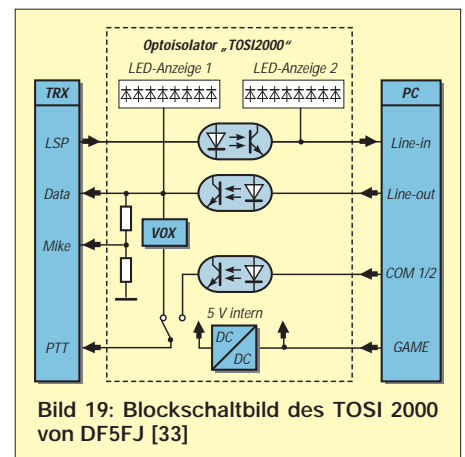 Optoisolator „TOSI2000“
LED-Anzeige 1 LED-Anzeige 2
TRX
PC
LSP
Line-in
Data
Line-out
VOX
Mike
COM 1/2
5 V intern
DC
DC
PTT
GAME
Bild 19: Blockschaltbild des TOSI 2000
von DF5FJ [33]